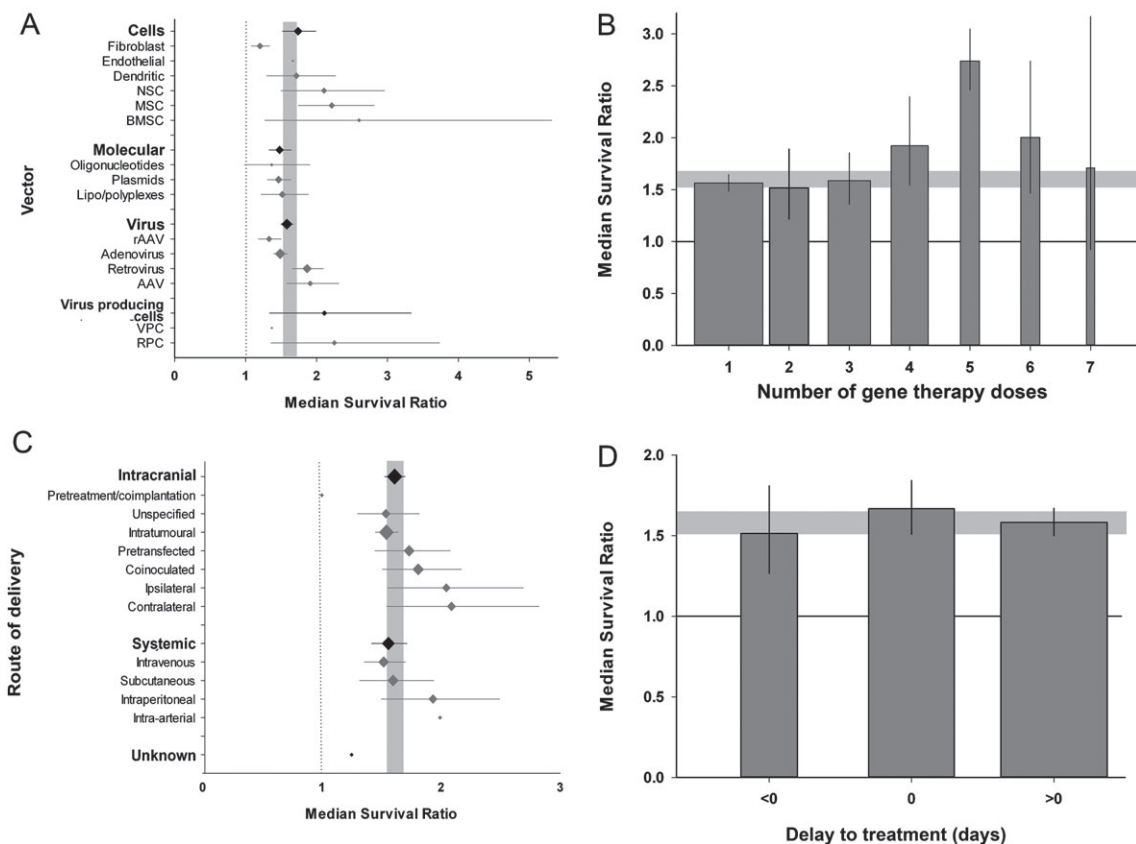 A
Vector
Cells
Fibroblast
Endothelial
Dendritic
NSC
MSC
BMSC
Molecular
Oligonucleotides
Plasmids
Lipo/polyplexes
Virus
rAAV
Adenovirus
Retrovirus
AAV
Virus producing
cells
VPC
RPC
0 1 2 3 4 5
Median Survival Ratio
B
Median Survival Ratio
3.0
2.5
2.0
1.5
1.0
0.5
0.0
1 2 3 4 5 6 7
Number of gene therapy doses
C
Route of delivery
Intracranial
Pretreatment/coimplantation
Unspecified
Intratumoural
Pretransfected
Coinoculated
Ipsilateral
Contralateral
Systemic
Intravenous
Subcutaneous
Intraperitoneal
Intra-arterial
Unknown
0 1 2 3
Median Survival Ratio
D
Median Survival Ratio
2.0
1.5
1.0
0.5
0.0
<0 0 >0
Delay to treatment (days)